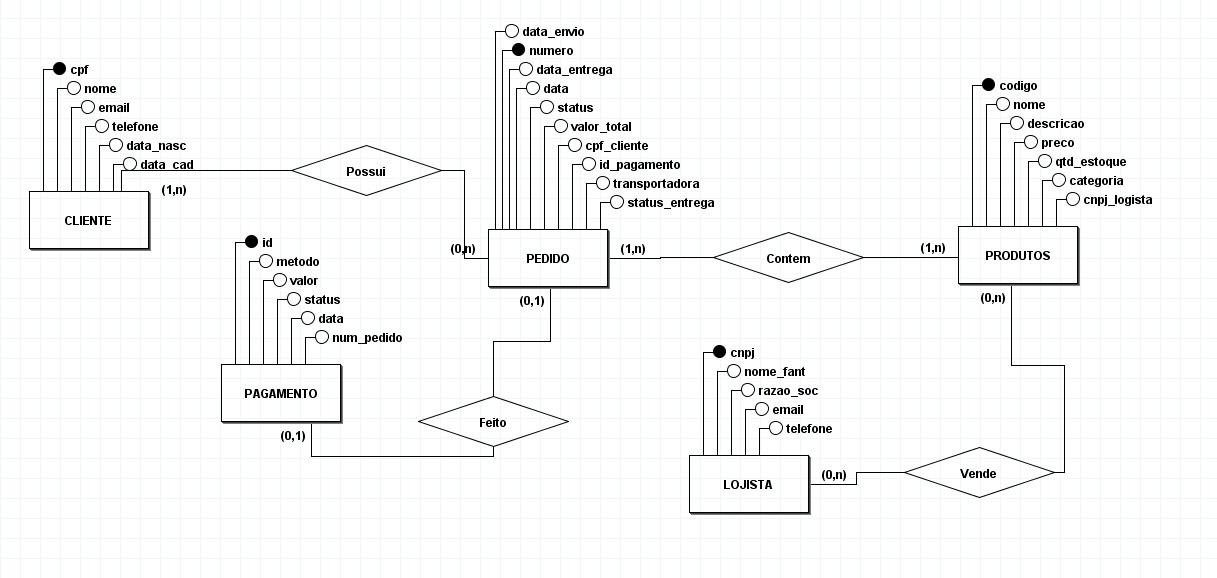 cpf
nome
email
telefone
data_nasc
data_cad
(1,n)
CLIENTE
Possui
data_envio
numero
data_entrega
data
status
valor_total
cpf_cliente
id_pagamento
transportadora
status_entrega
(0,n)
PEDIDO
(1,n)
(0,1)
Contem
codigo
nome
descricao
preco
qtd_estoque
categoria
cnpj_logista
(1,n)
PRODUTOS
(0,n)
id
metodo
valor
status
data
num_pedido
PAGAMENTO
(0,1)
Feito
cnpj
nome_fant
razao_soc
email
telefone
LOJISTA
(0,n)
Vende